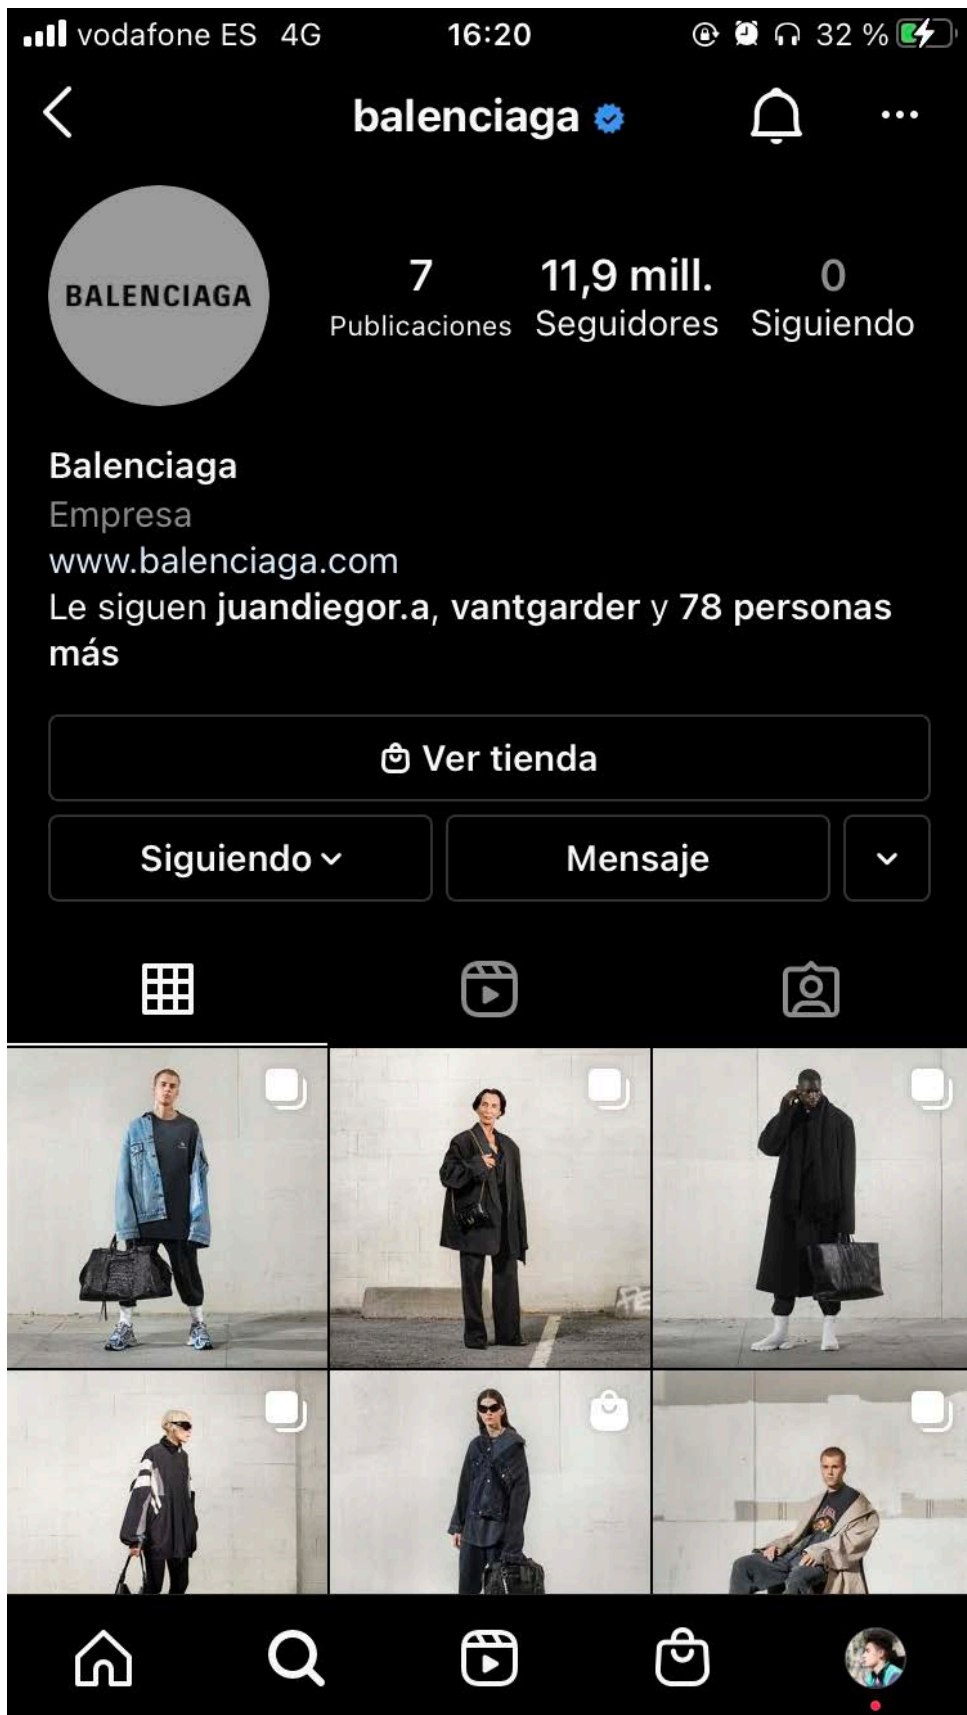 vodafone ES 4G 16:20 32 %
balenciaga
BALENCIAGA
7 11,9 mill. 0
Publicaciones Seguidores Siguiendo
Balenciaga
Empresa
www.balenciaga.com
Le siguen juandiegor.a, vantgarder y 78 personas
más
Ver tienda
Siguiendo Mensaje